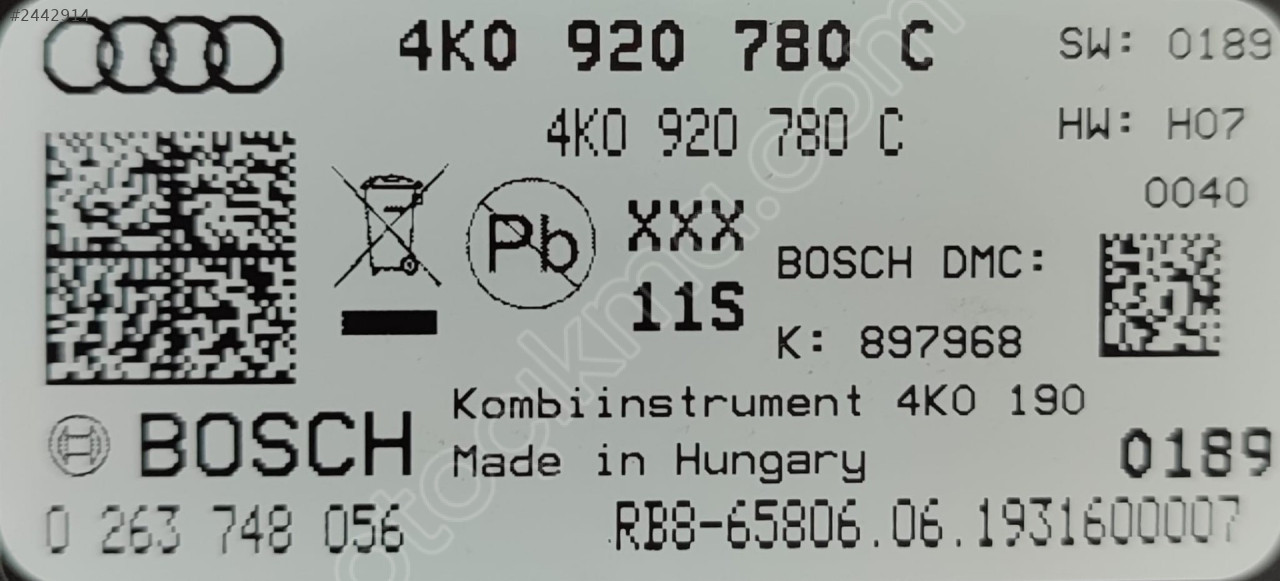 #2442914
4K0 920 780 C
SW: 0189
4K0 920 780 C
HW: H07
0040
Pb
XXX
11S
BOSCH DMC:
K: 897968
Kombiinstrument 4K0 190
BOSCH
Made in Hungary
0189
0 263 748 056
RB8-65806.06.1931600007